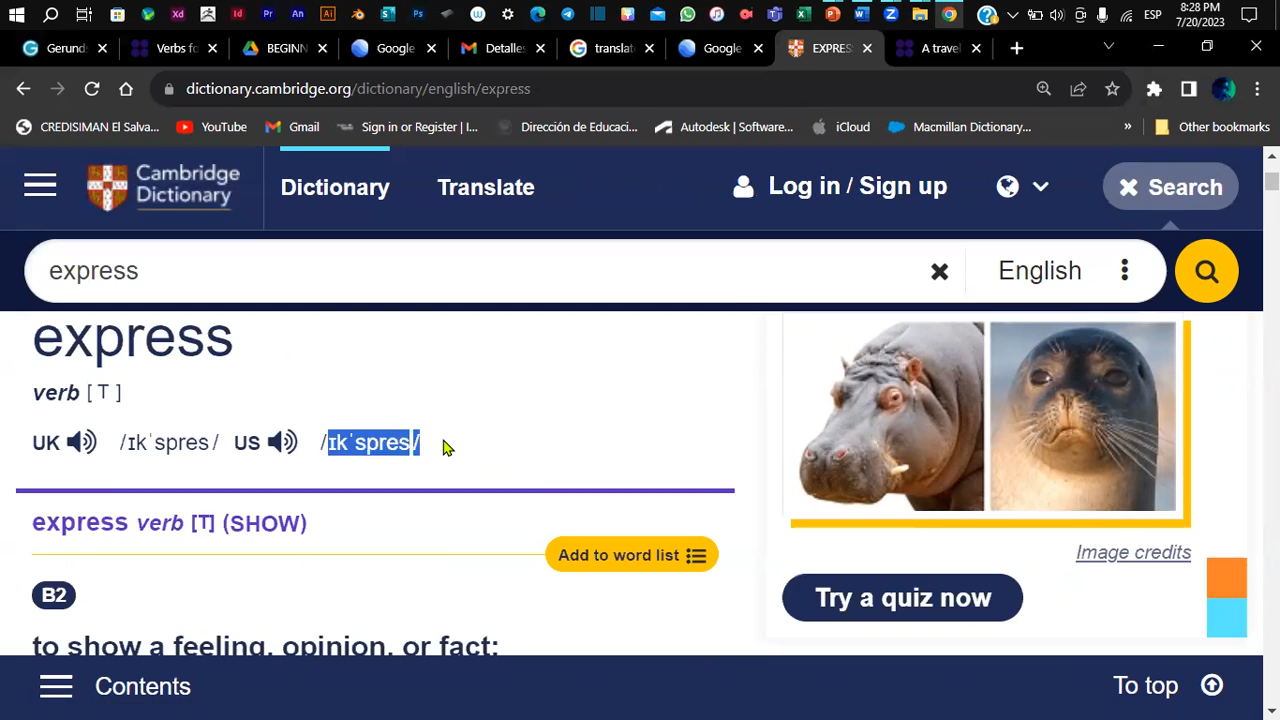 8:28 PM
ESP
7/20/2023
Gerund
Verbs fo
BEGINN
Google
Detalles
translat
Google
EXPRES
A travel
dictionary.cambridge.org/dictionary/english/express
CREDISIMAN El Salva...
YouTube
Gmail
Sign in or Register | I...
Dirección de Educaci...
Autodesk | Software...
iCloud
Macmillan Dictionary...
»
Other bookmarks
Cambridge
Dictionary
Dictionary
Translate
Log in / Sign up
Search
express
English
express
verb [ T ]
UK /ɪkˈspres/ US /ɪkˈspres/
express verb [T] (SHOW)
Add to word list
B2
to show a feeling, opinion, or fact:
Image credits
Try a quiz now
Contents
To top